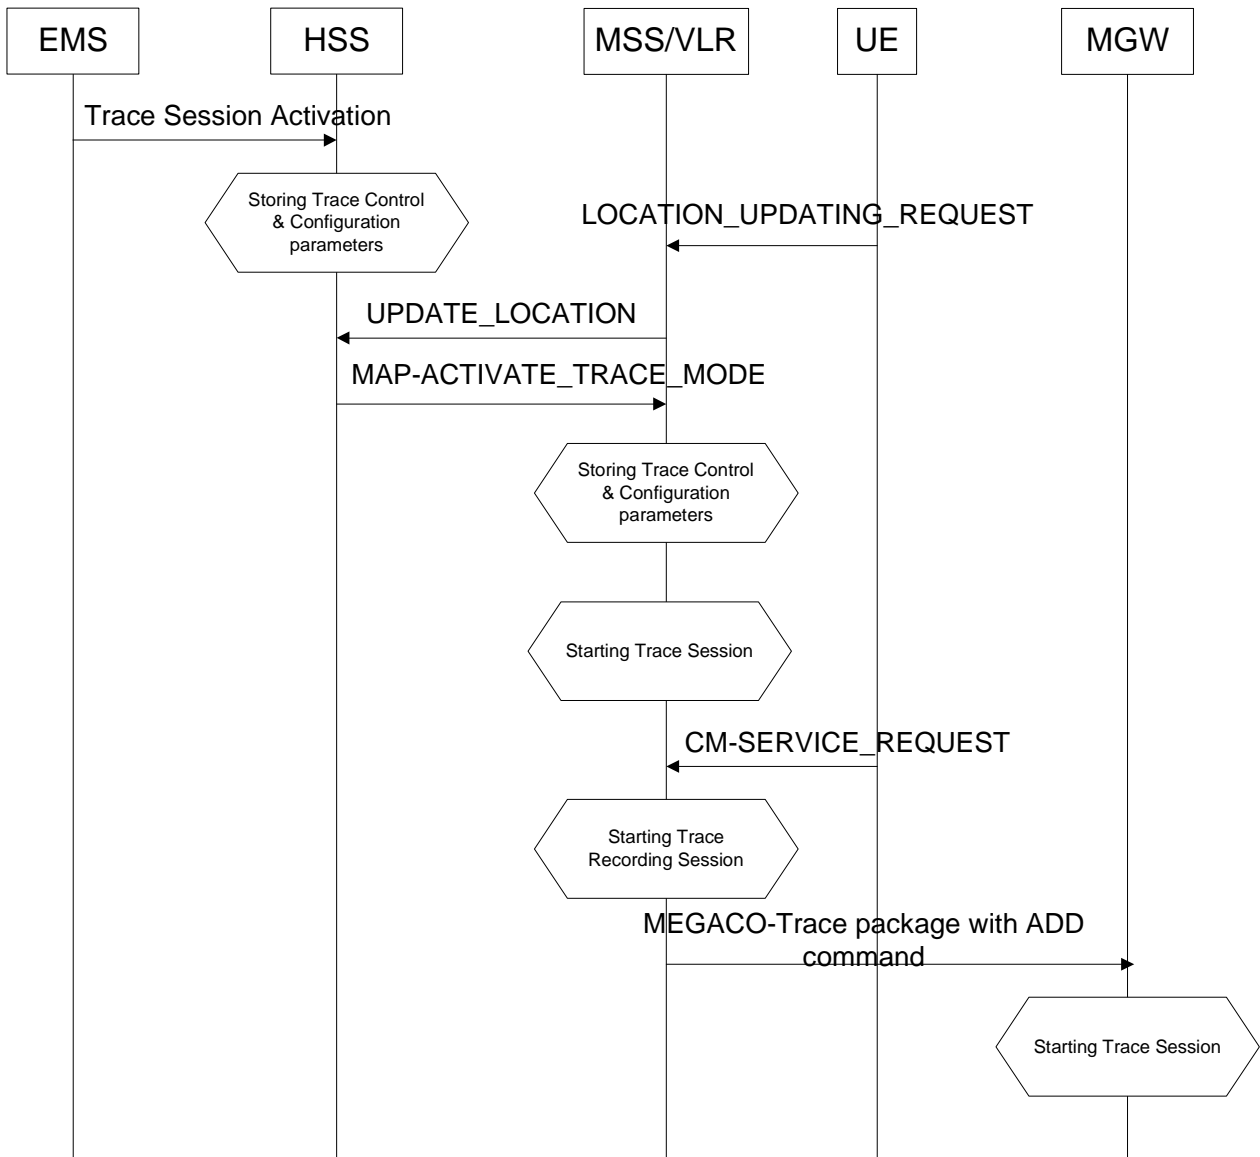 EMS
HSS
MSS/VLR
UE
MGW
Trace Session Activation
Storing Trace Control
& Configuration
parameters
LOCATION_UPDATING_REQUEST
UPDATE_LOCATION
MAP-ACTIVATE_TRACE_MODE
Storing Trace Control
& Configuration
parameters
Starting Trace Session
CM-SERVICE_REQUEST
Starting Trace
Recording Session
MEGACO-Trace package with ADD
command
Starting Trace Session